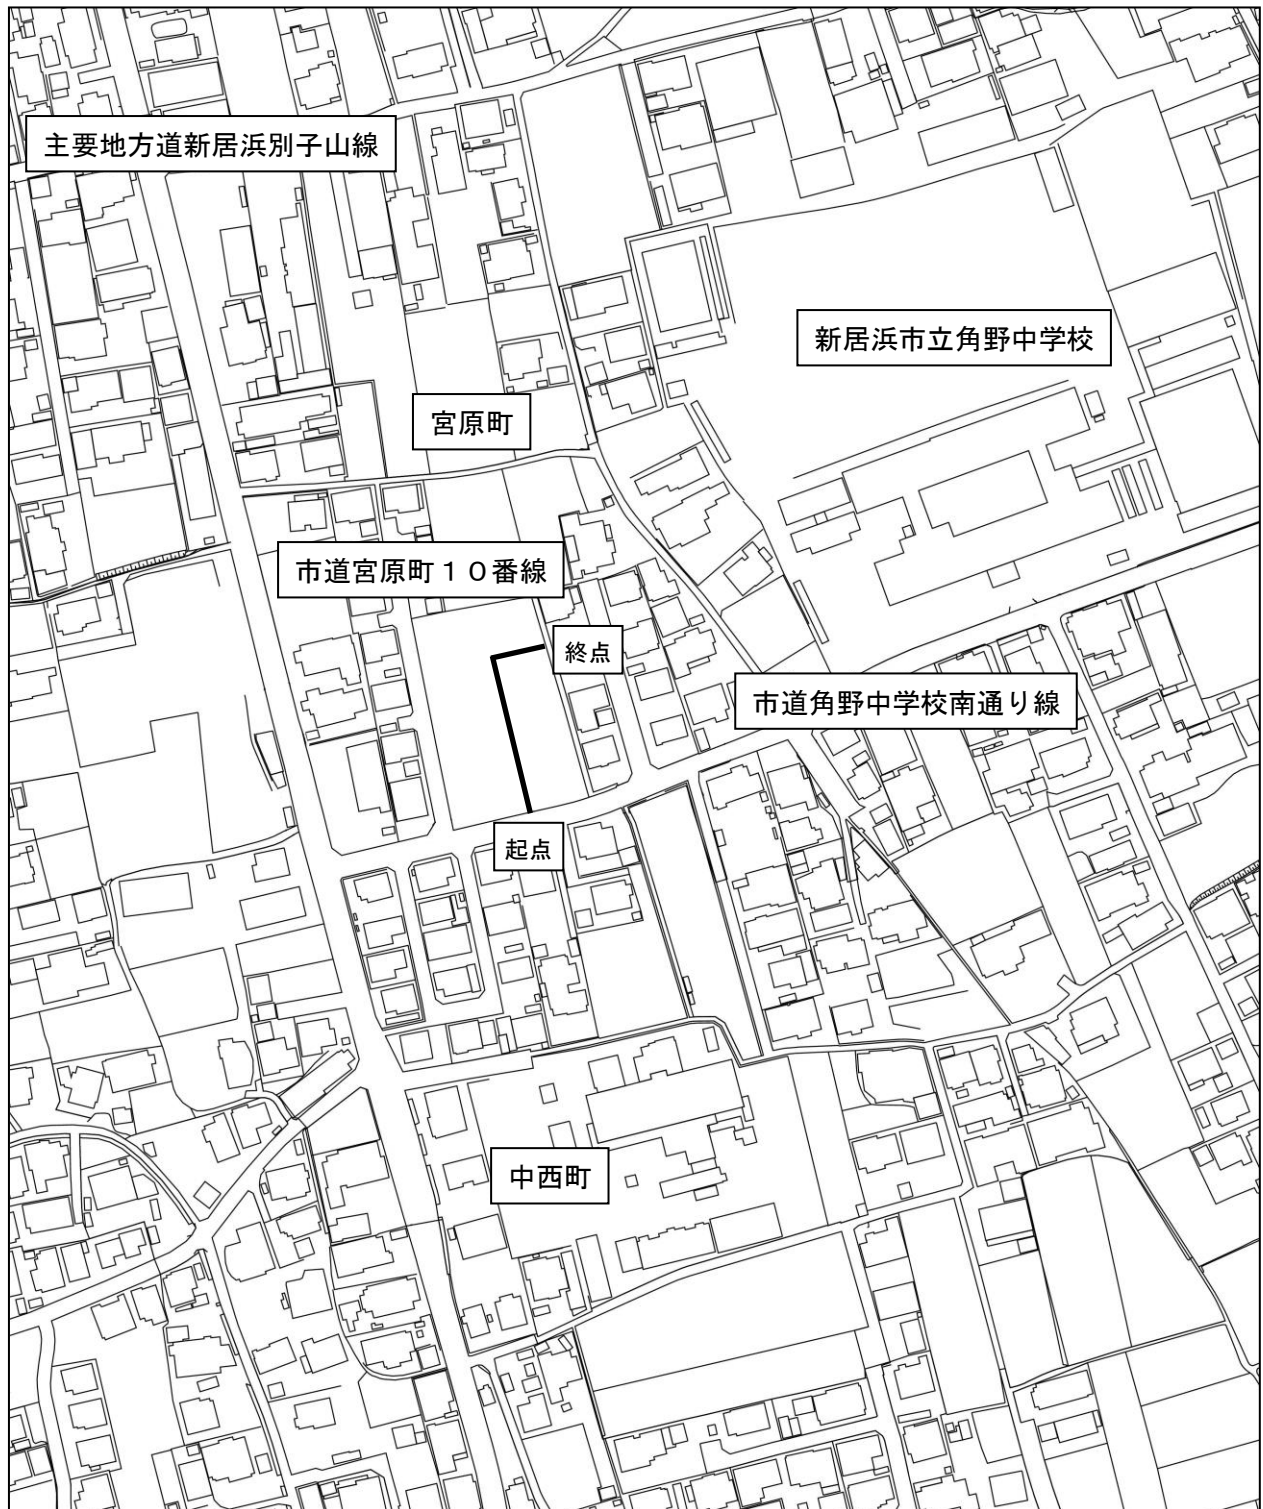 主要地方道新居浜別子山線
新居浜市立角野中学校
宮原町
市道宮原町１０番線
終点
市道角野中学校南通り線
起点
中西町